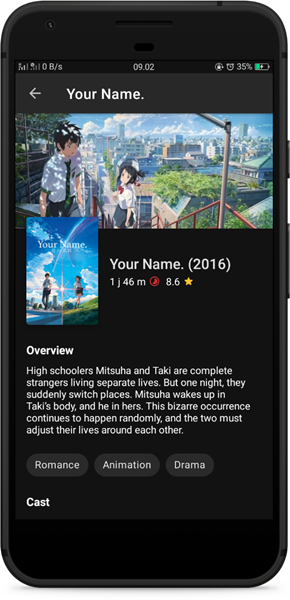 0 B/s 09.02 35%
Your Name.
Your Name.
Your Name. (2016)
1 j 46 m 8.6
Overview
High schoolers Mitsuha and Taki are complete
strangers living separate lives. But one night, they
suddenly switch places. Mitsuha wakes up in
Taki's body, and he in hers. This bizarre occurrence
continues to happen randomly, and the two must
adjust their lives around each other.
Romance Animation Drama
Cast